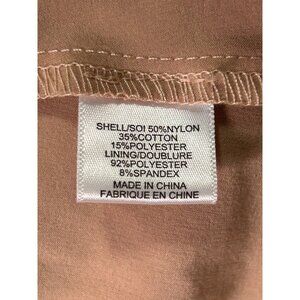 SHELL/SOI 50%NYLON
35%COTTON
15%POLYESTER
LINING/DOUBLURE
92%POLYESTER
8%SPANDEX
MADE IN CHINA
FABRIQUE EN CHINE